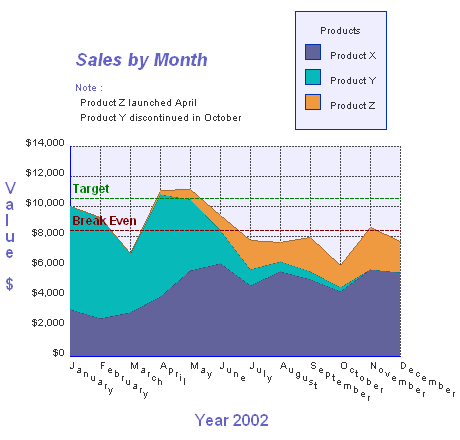 Products
Product X
Product Y
Product Z
Sales by Month
Note :
Product Z launched April
Product Y discontinued in October
$14,000
$12,000
$10,000
$8,000
$6,000
$4,000
$2,000
$0
Target
Break Even
Value $
January
February
March
April
May
June
July
August
September
October
November
December
Year 2002